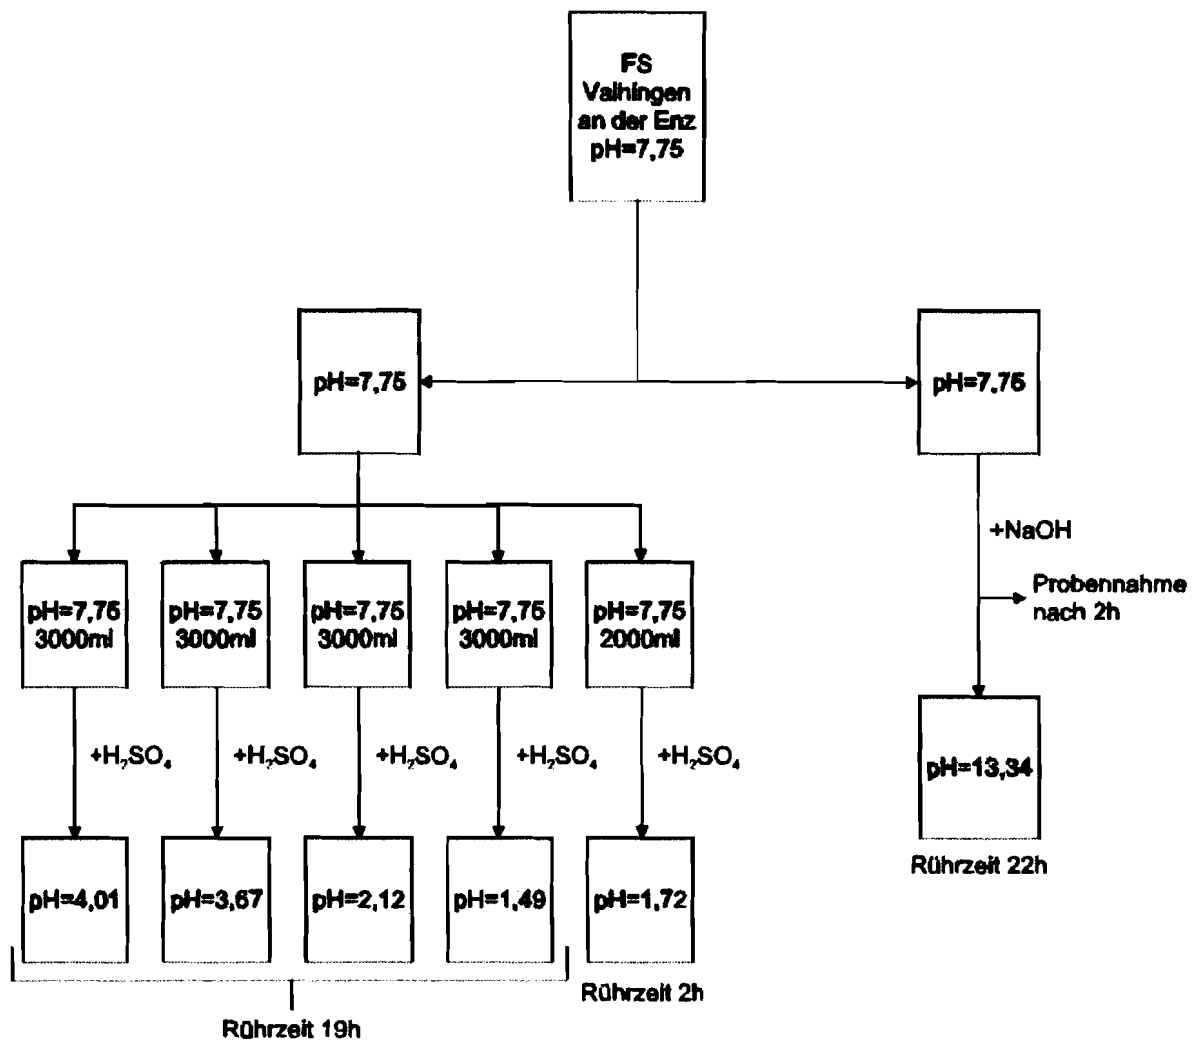 FS
Vaihingen
an der Enz
pH=7,75
pH=7,75
pH=7,75
+NaOH
Probennahme
nach 2h
pH=7,75
3000ml
pH=7,75
3000ml
pH=7,75
3000ml
pH=7,75
3000ml
pH=7,75
2000ml
+H₂SO₄
+H₂SO₄
+H₂SO₄
+H₂SO₄
+H₂SO₄
pH=13,34
Rührzeit 22h
pH=4,01
pH=3,67
pH=2,12
pH=1,49
pH=1,72
Rührzeit 2h
Rührzeit 19h